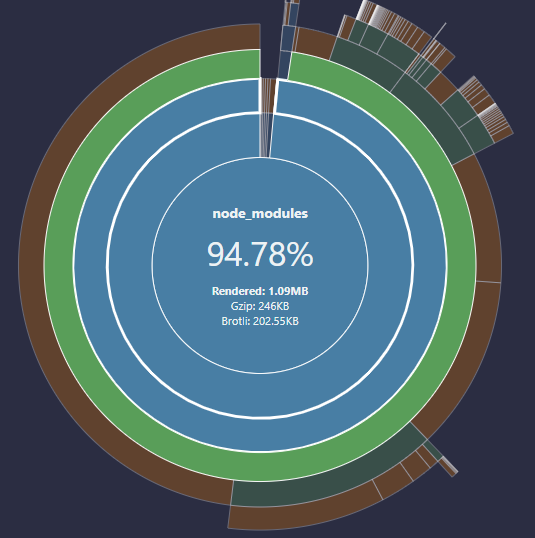 node_modules
94.78%
Rendered: 1.09MB
Gzip: 246KB
Brotli: 202.55KB